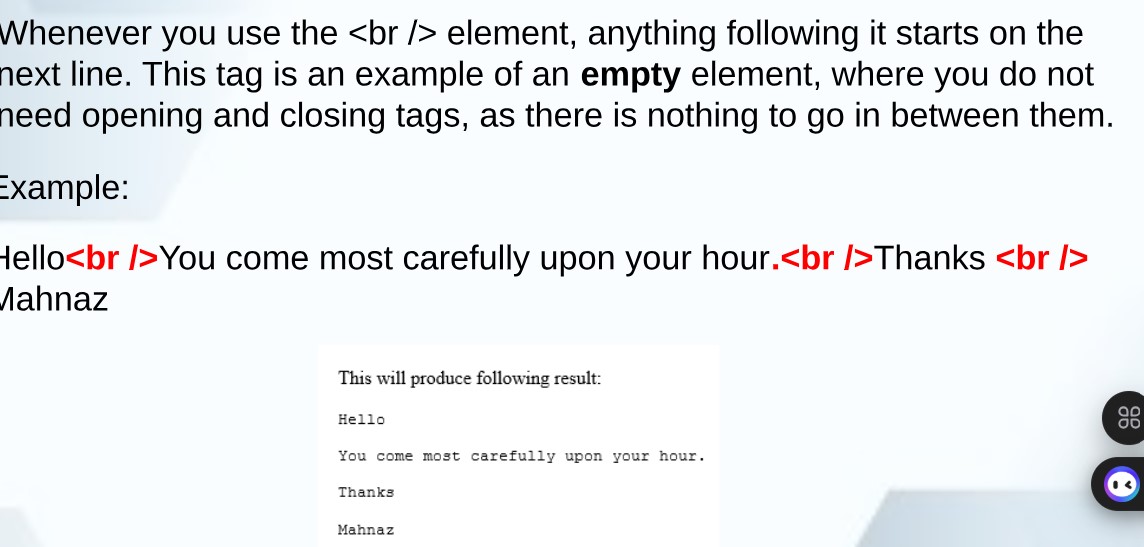 Whenever you use the <br /> element, anything following it starts on the
next line. This tag is an example of an empty element, where you do not
need opening and closing tags, as there is nothing to go in between them.
Example:
Hello<br />You come most carefully upon your hour.<br />Thanks <br />
Mahnaz
This will produce following result:
Hello
You come most carefully upon your hour.
Thanks
Mahnaz